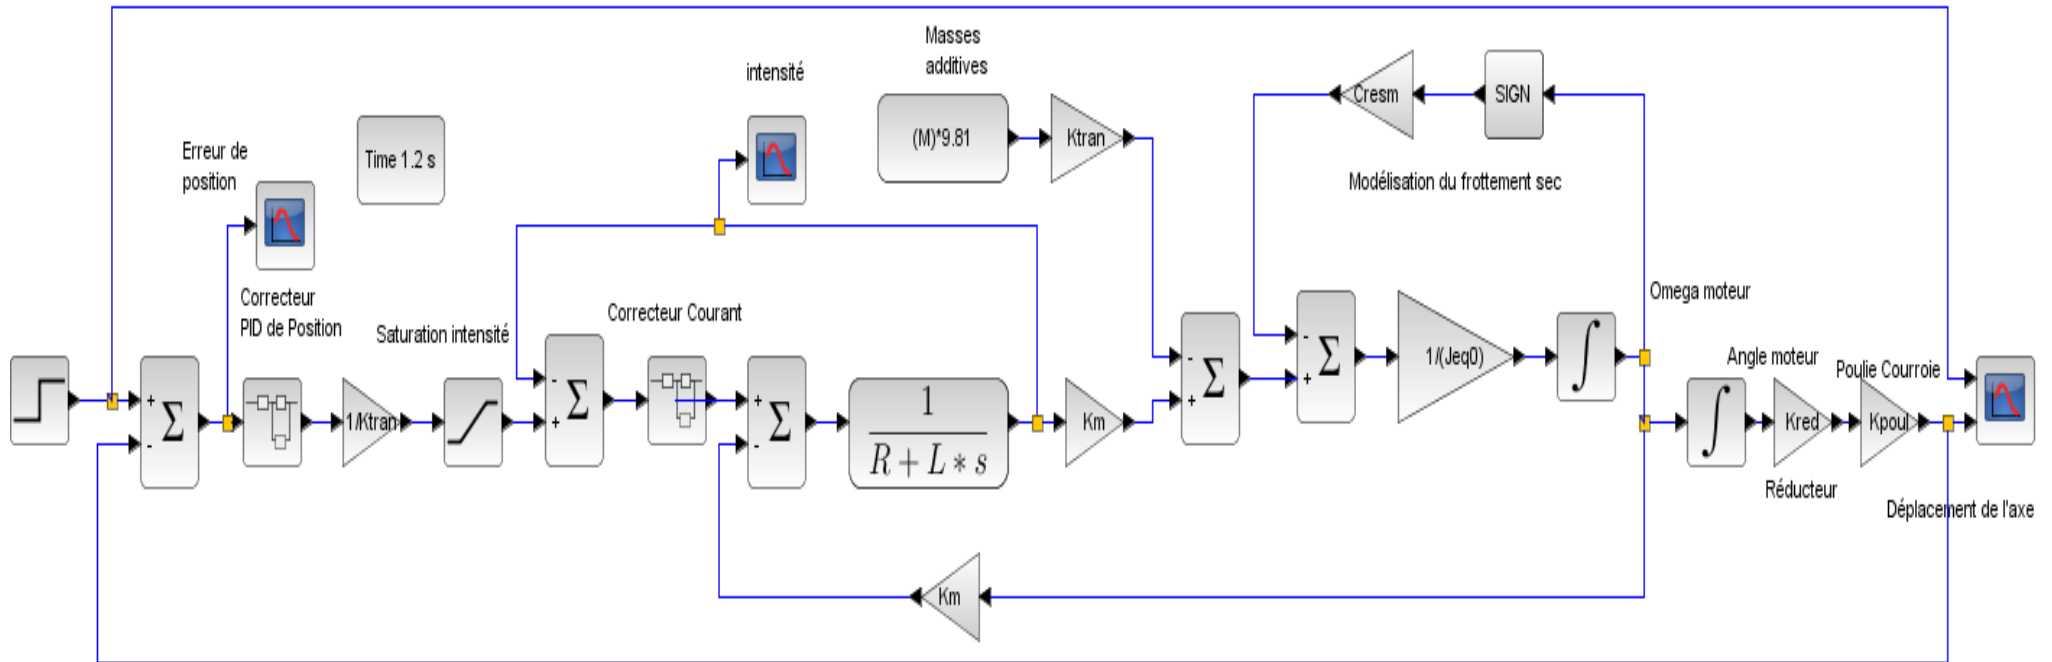 Masses
additives
intensité
Cresm
SIGN
(M)*9.81
Ktran
Erreur de
position
Time 1.2 s
Modélisation du frottement sec
Correcteur
PID de Position
Saturation intensité
Correcteur Courant
Omega moteur
Angle moteur
Poulie Courroie
+
-
Σ
1/Ktran
-
+
Σ
+
-
Σ
1
R + L * s
Km
-
+
Σ
-
+
Σ
1/(Jeq0)
∫
∫
Kred
Kpoul
Réducteur
Déplacement de l'axe
Km